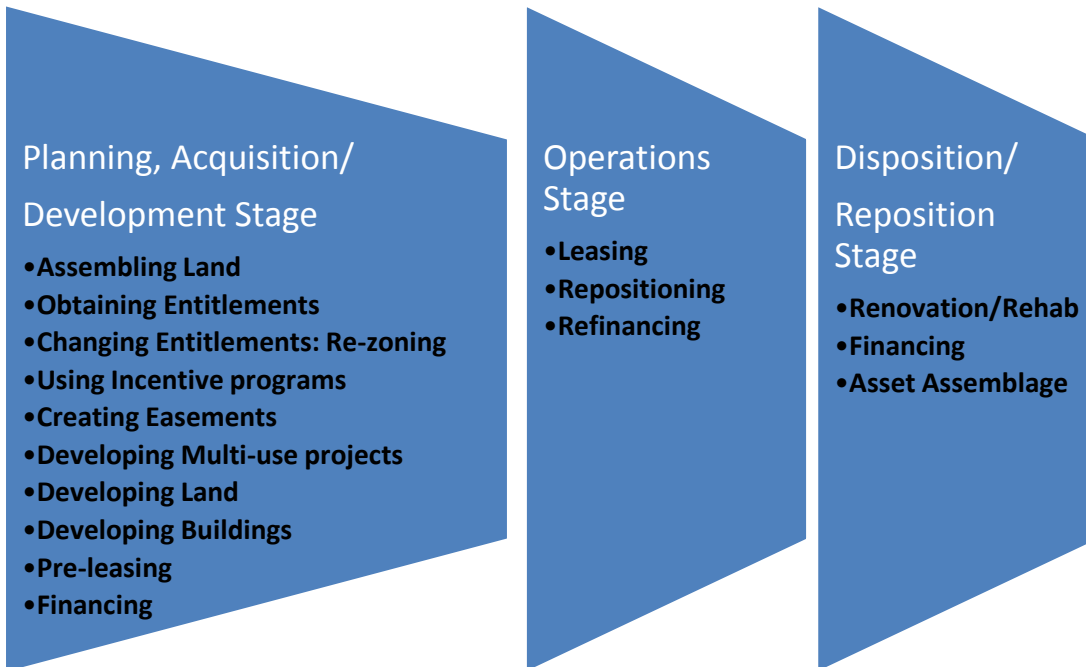 Planning, Acquisition/
Development Stage
•Assembling Land
•Obtaining Entitlements
•Changing Entitlements: Re-zoning
•Using Incentive programs
•Creating Easements
•Developing Multi-use projects
•Developing Land
•Developing Buildings
•Pre-leasing
•Financing
Operations
Stage
•Leasing
•Repositioning
•Refinancing
Disposition/
Reposition
Stage
•Renovation/Rehab
•Financing
•Asset Assemblage